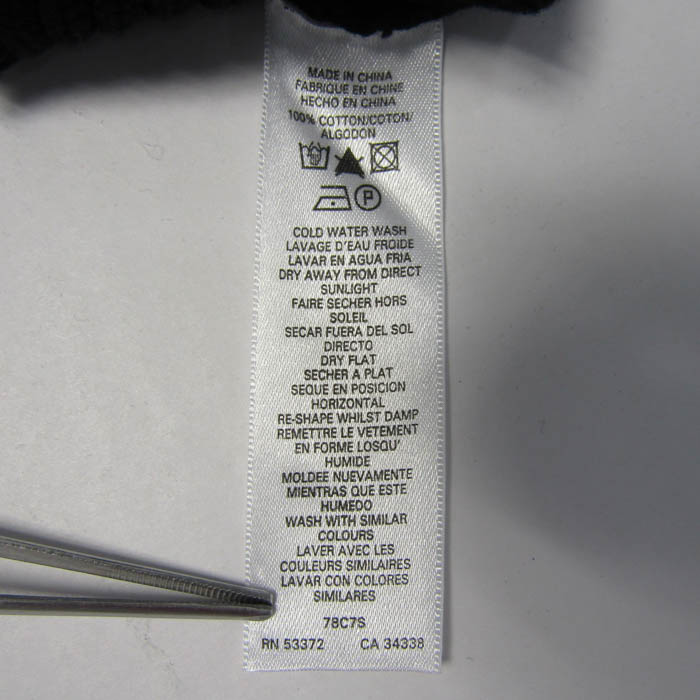 MADE IN CHINA
FABRIQUE EN CHINE
HECHO EN CHINA
100% COTTON/COTON/
ALGODON
P
COLD WATER WASH
LAVAGE D'EAU FROIDE
LAVAR EN AGUA FRIA
DRY AWAY FROM DIRECT
SUNLIGHT
FAIRE SECHER HORS
SOLEIL
SECAR FUERA DEL SOL
DIRECTO
DRY FLAT
SECHER A PLAT
SEQUE EN POSICION
HORIZONTAL
RE-SHAPE WHILST DAMP
REMETTRE LE VETEMENT
EN FORME LOSQU'
HUMIDE
MOLDEE NUEVAMENTE
MIENTRAS QUE ESTE
HUMEDO
WASH WITH SIMILAR
COLOURS
LAVER AVEC LES
COULEURS SIMILAIRES
LAVAR CON COLORES
SIMILARES
78C7S
RN 53372 CA 34338